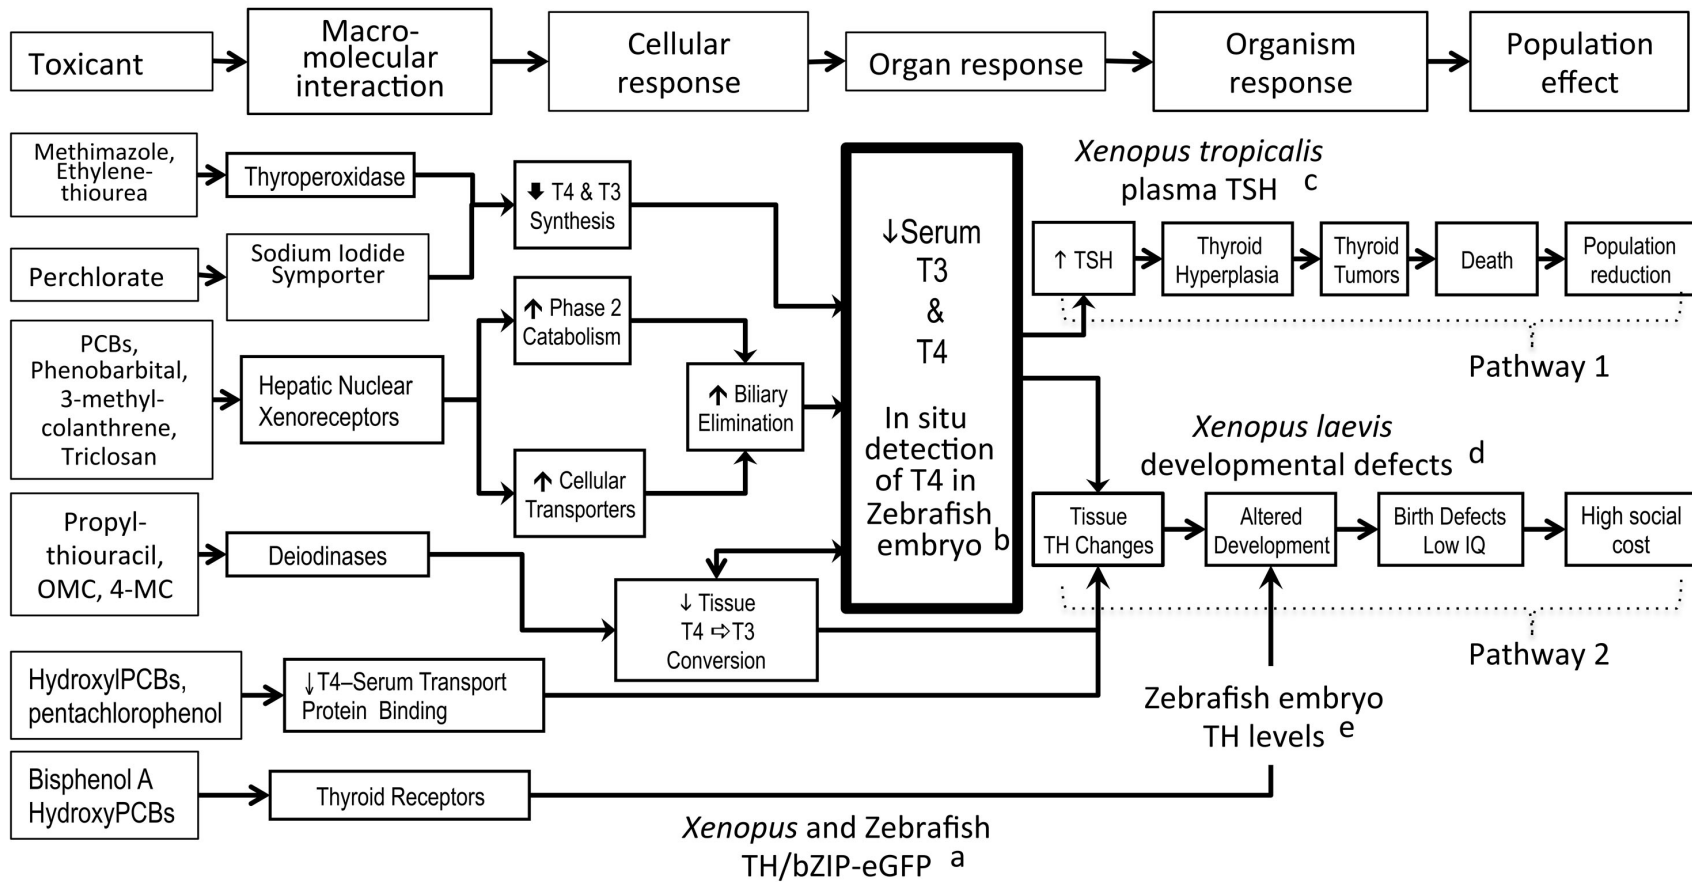 Toxicant
Macro-
molecular
interaction
Cellular
response
Organ response
Organism
response
Population
effect
Methimazole,
Ethylene-
thiourea
Thyroperoxidase
⬇ T4 & T3
Synthesis
Perchlorate
Sodium Iodide
Symporter
PCBs,
Phenobarbital,
3-methyl-
colanthrene,
Triclosan
Hepatic Nuclear
Xenoreceptors
↑ Phase 2
Catabolism
↑ Cellular
Transporters
↑ Biliary
Elimination
Propyl-
thiouracil,
OMC, 4-MC
Deiodinases
↓ Tissue
T4 ⇨T3
Conversion
HydroxylPCBs,
pentachlorophenol
↓T4–Serum Transport
Protein Binding
Bisphenol A
HydroxyPCBs
Thyroid Receptors
Xenopus and Zebrafish
TH/bZIP-eGFP a
↓Serum
T3
&
T4
In situ
detection
of T4 in
Zebrafish
embryo b
Xenopus tropicalis
plasma TSH c
↑ TSH
Thyroid
Hyperplasia
Thyroid
Tumors
Death
Population
reduction
Pathway 1
Xenopus laevis
developmental defects d
Tissue
TH Changes
Altered
Development
Birth Defects
Low IQ
High social
cost
Pathway 2
Zebrafish embryo
TH levels e